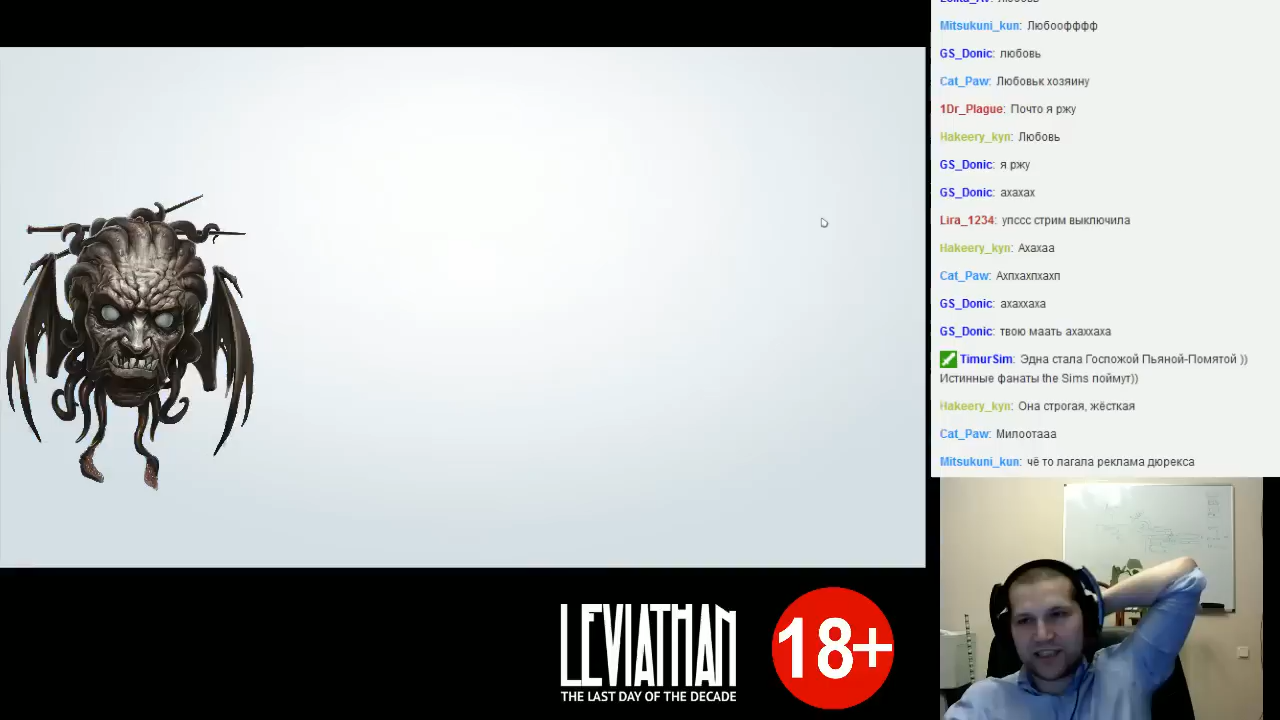 Mitsukuni_kun: Любоофффф
GS_Donic: любовь
Cat_Paw: Любовьк хозяину
1Dr_Plague: Почто я ржу
Hakeery_kyn: Любовь
GS_Donic: я ржу
GS_Donic: ахахах
Lira_1234: упссс стрим выключила
Hakeery_kyn: Ахахаа
Cat_Paw: Ахпхахпхахп
GS_Donic: ахаххаха
GS_Donic: твою маать ахаххаха
TimurSim: Эдна стала Госпожой Пьяной-Помятой ))
Истинные фанаты the Sims поймут))
Hakeery_kyn: Она строгая, жёсткая
Cat_Paw: Милоотааа
Mitsukuni_kun: чё то лагала реклама дюрекса
LEVIATHAN
THE LAST DAY OF THE DECADE
18+